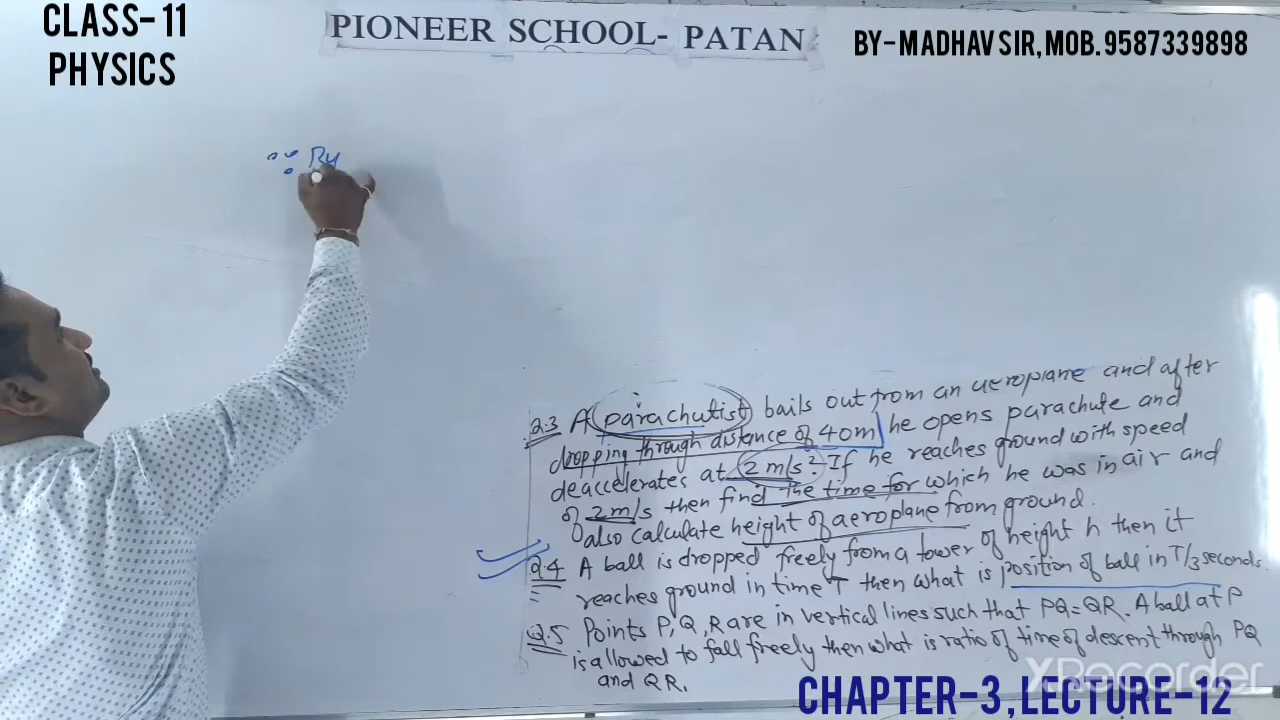 CLASS-11
PHYSICS
PIONEER SCHOOL- PATAN
BY-MADHAV SIR, MOB. 9587339898
∵ By
Q.3 A parachutist bails out from an aeroplane and after
dropping through distance of 40m he opens parachute and
deaccelerates at 2 m/s². If he reaches ground with speed
of 2m/s then find the time for which he was in air and
also calculate height of aeroplane from ground.
Q.4 A ball is dropped freely from a tower of height h then it
reaches ground in time T then what is position of ball in T/3 seconds.
Q.5 Points P, Q, R are in vertical lines such that PQ=QR. A ball at P
is allowed to fall freely then what is ratio of time of descent through PQ
and QR.
XRecorder
CHAPTER-3, LECTURE-12